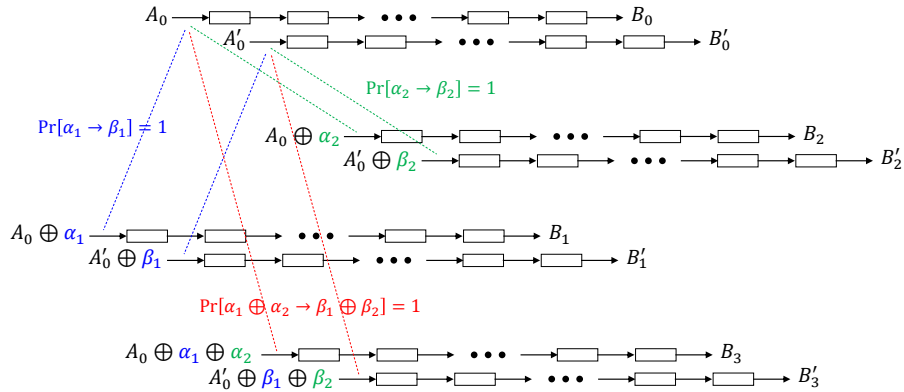 A₀ • • • B₀
A′₀ • • • B′₀
Pr[α₂ → β₂] = 1
Pr[α₁ → β₁] = 1
A₀ ⊕ α₂ • • • B₂
A′₀ ⊕ β₂ • • • B′₂
A₀ ⊕ α₁ • • • B₁
A′₀ ⊕ β₁ • • • B′₁
Pr[α₁ ⊕ α₂ → β₁ ⊕ β₂] = 1
A₀ ⊕ α₁ ⊕ α₂ • • • B₃
A′₀ ⊕ β₁ ⊕ β₂ • • • B′₃